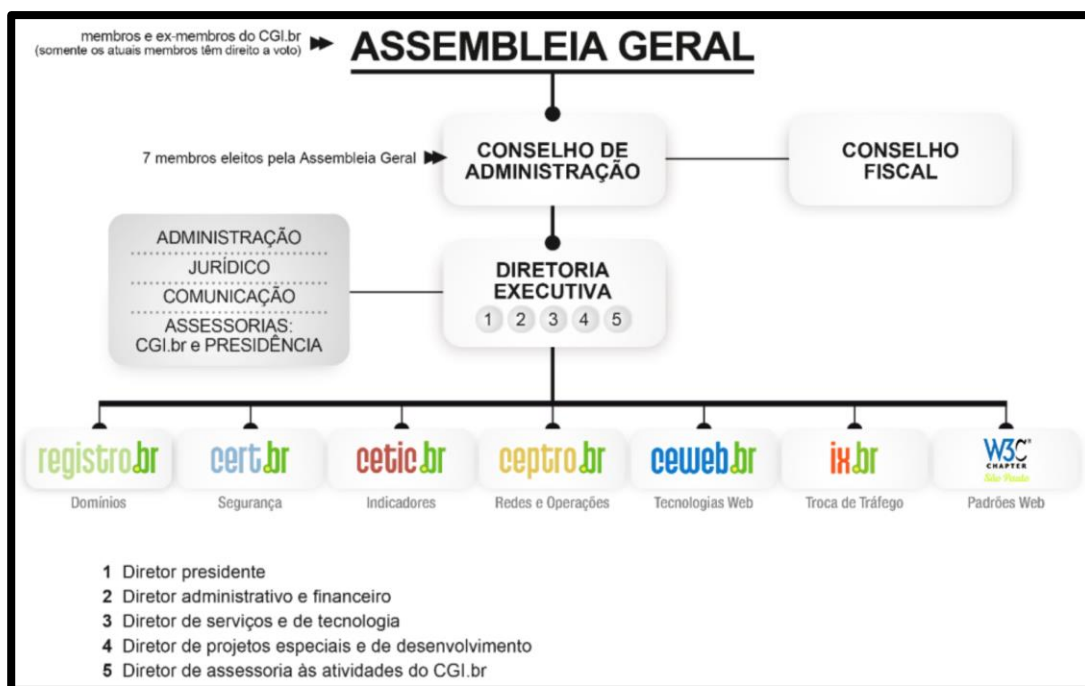 membros e ex-membros do CGI.br
(somente os atuais membros têm direito a voto)
ASSEMBLEIA GERAL
7 membros eleitos pela Assembleia Geral
CONSELHO DE
ADMINISTRAÇÃO
CONSELHO
FISCAL
ADMINISTRAÇÃO
JURÍDICO
COMUNICAÇÃO
ASSESSORIAS:
CGI.br e PRESIDÊNCIA
DIRETORIA
EXECUTIVA
1 2 3 4 5
registro.br
Domínios
cert.br
Segurança
cetic.br
Indicadores
ceptro.br
Redes e Operações
ceweb.br
Tecnologias Web
ix.br
Troca de Tráfego
W3C®
CHAPTER
São Paulo
Padrões Web
1 Diretor presidente
2 Diretor administrativo e financeiro
3 Diretor de serviços e de tecnologia
4 Diretor de projetos especiais e de desenvolvimento
5 Diretor de assessoria às atividades do CGI.br